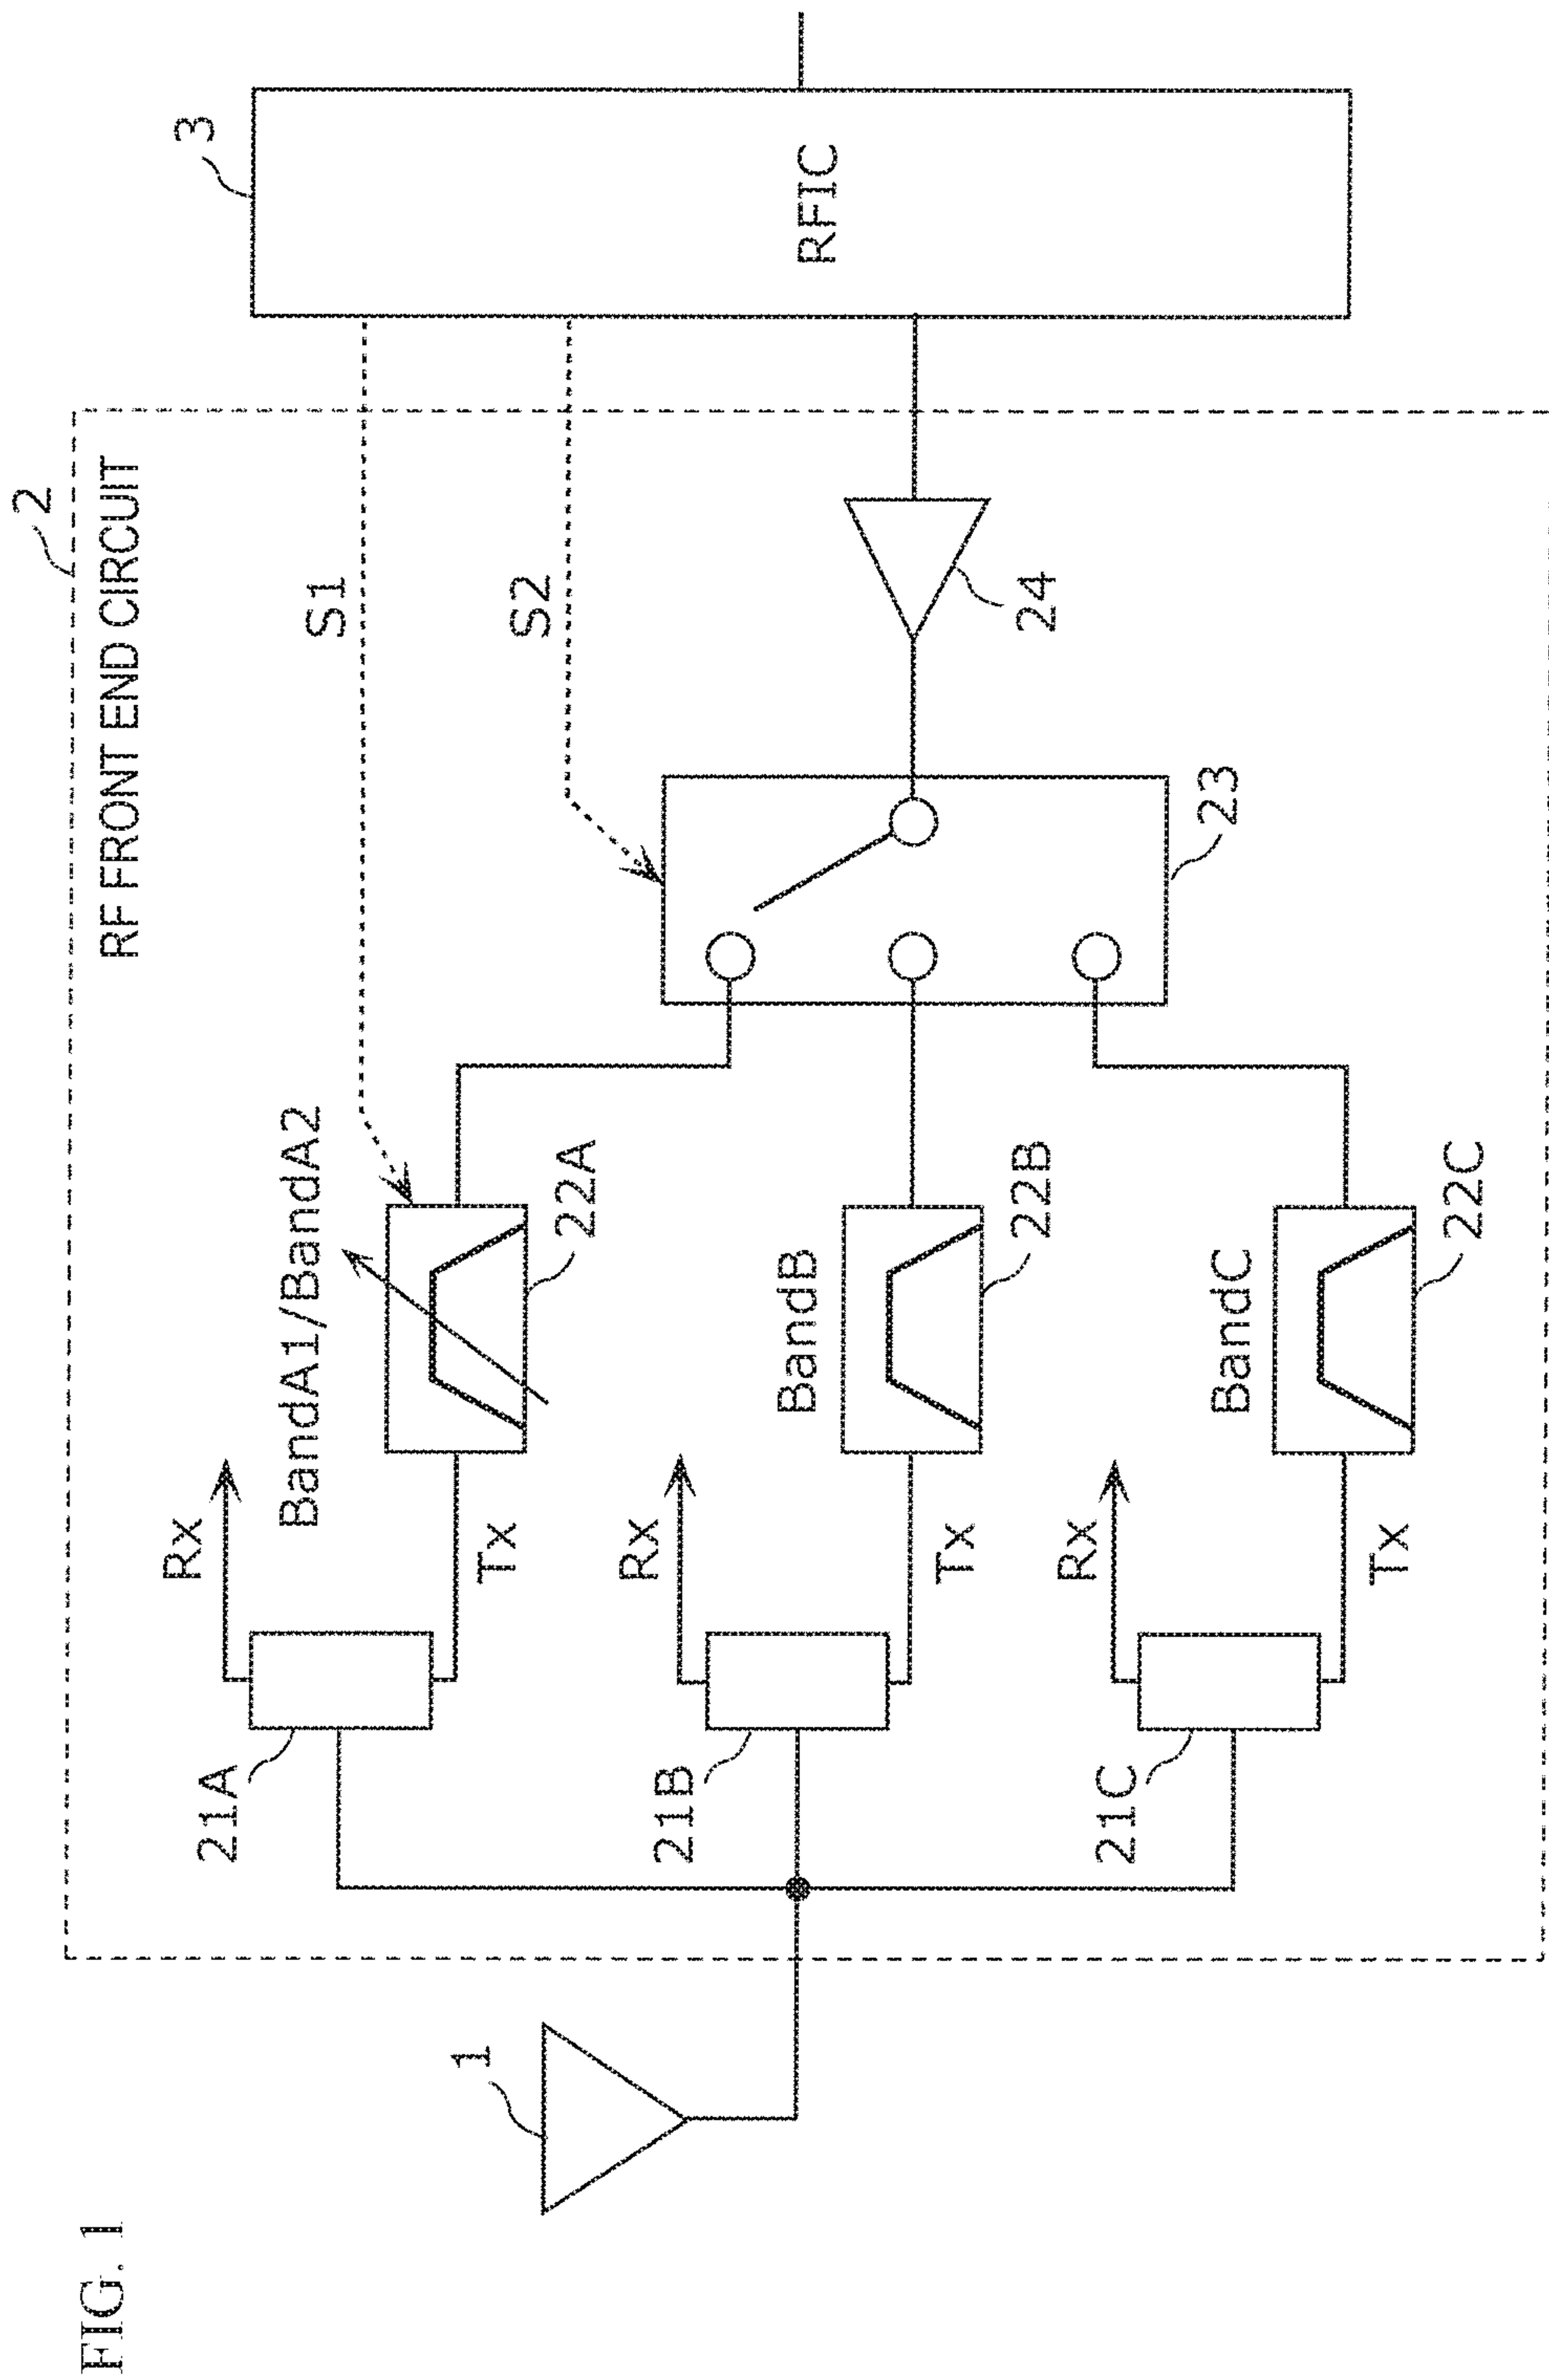 FIG. 1
2
RF FRONT END CIRCUIT
3
RFIC
S1
S2
1
21A
Rx
Tx
BandA1/BandA2
22A
21B
Rx
Tx
BandB
22B
21C
Rx
Tx
BandC
22C
23
24